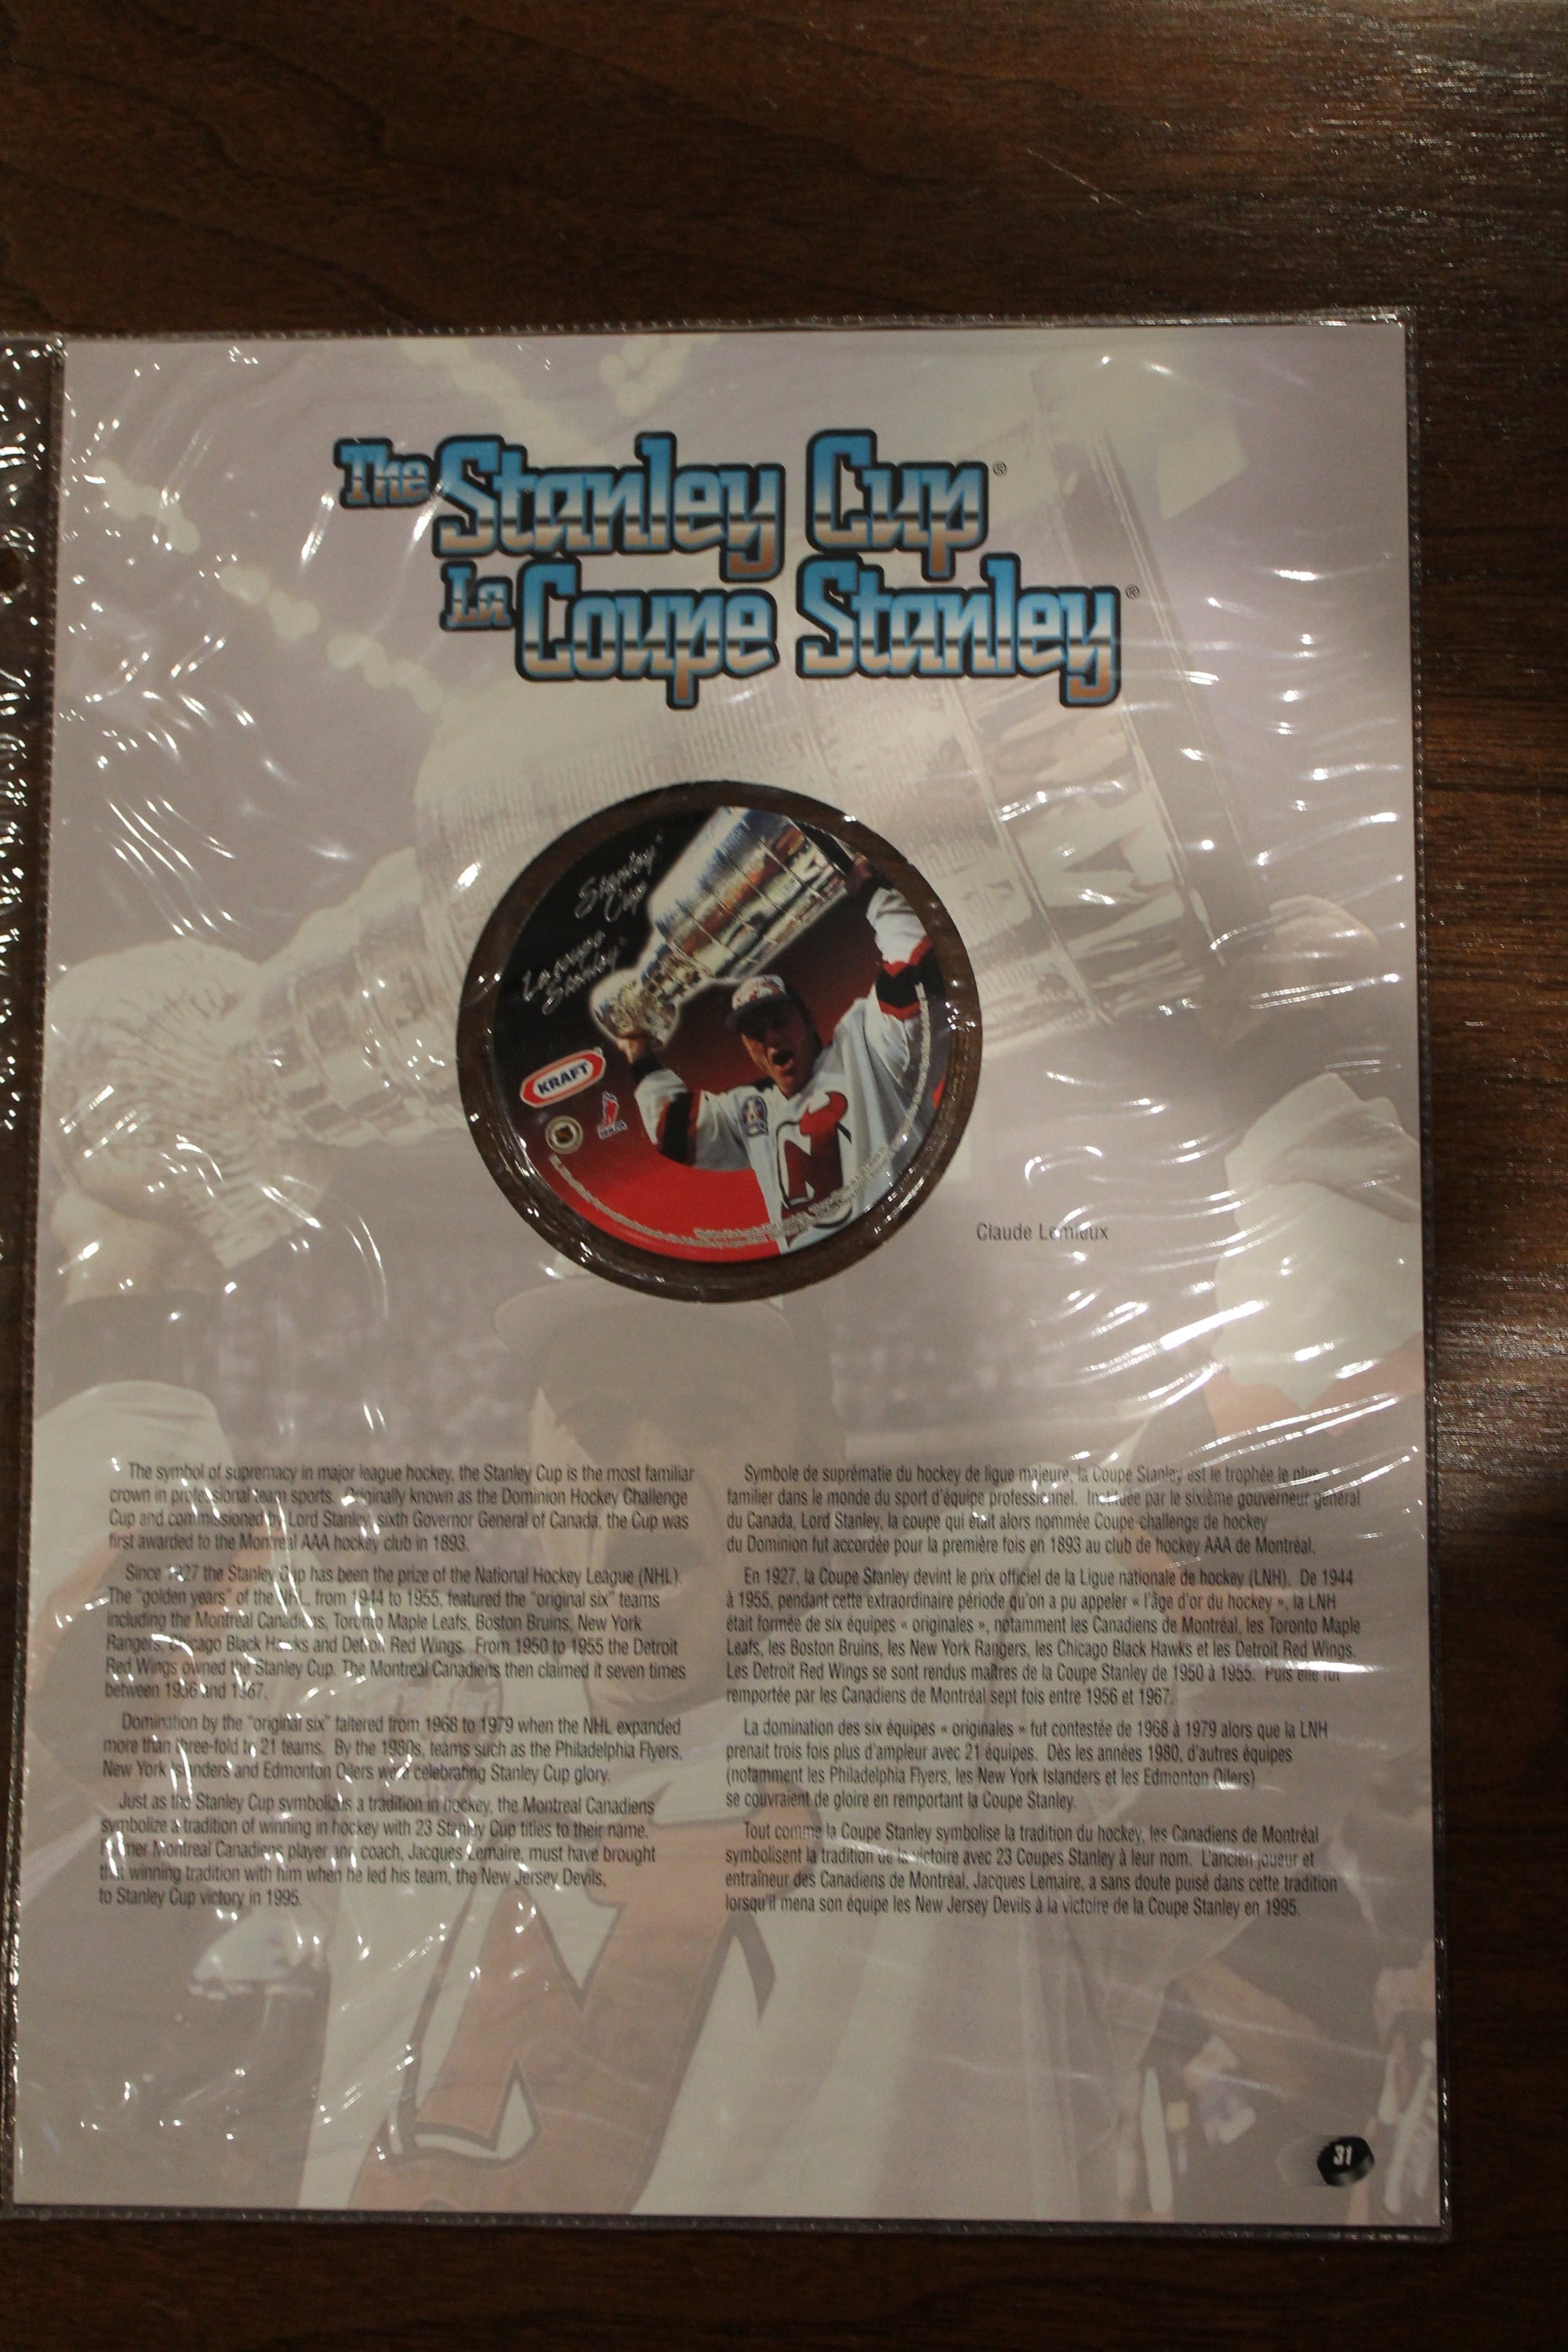 The Stanley Cup®
La Coupe Stanley®
Stanley®
Cup
La coupe
Stanley®
KRAFT
Claude Lemieux
The symbol of supremacy in major league hockey, the Stanley Cup is the most familiar
crown in professional team sports. Originally known as the Dominion Hockey Challenge
Cup and commissioned by Lord Stanley, sixth Governor General of Canada, the Cup was
first awarded to the Montreal AAA hockey club in 1893.
Since 1927 the Stanley Cup has been the prize of the National Hockey League (NHL).
The "golden years" of the NHL, from 1944 to 1955, featured the "original six" teams
including the Montreal Canadiens, Toronto Maple Leafs, Boston Bruins, New York
Rangers, Chicago Black Hawks and Detroit Red Wings. From 1950 to 1955 the Detroit
Red Wings owned the Stanley Cup. The Montreal Canadiens then claimed it seven times
between 1956 and 1967.
Domination by the "original six" faltered from 1968 to 1979 when the NHL expanded
more than three-fold to 21 teams. By the 1980s, teams such as the Philadelphia Flyers,
New York Islanders and Edmonton Oilers were celebrating Stanley Cup glory.
Just as the Stanley Cup symbolizes a tradition in hockey, the Montreal Canadiens
symbolize a tradition of winning in hockey with 23 Stanley Cup titles to their name.
Former Montreal Canadiens player and coach, Jacques Lemaire, must have brought
that winning tradition with him when he led his team, the New Jersey Devils,
to Stanley Cup victory in 1995.
Symbole de suprématie du hockey de ligue majeure, la Coupe Stanley est le trophée le plus
familier dans le monde du sport d'équipe professionnel. Instituée par le sixième gouverneur général
du Canada, Lord Stanley, la coupe qui était alors nommée Coupe-challenge de hockey
du Dominion fut accordée pour la première fois en 1893 au club de hockey AAA de Montréal.
En 1927, la Coupe Stanley devint le prix officiel de la Ligue nationale de hockey (LNH). De 1944
à 1955, pendant cette extraordinaire période qu'on a pu appeler « l'âge d'or du hockey », la LNH
était formée de six équipes « originales », notamment les Canadiens de Montréal, les Toronto Maple
Leafs, les Boston Bruins, les New York Rangers, les Chicago Black Hawks et les Detroit Red Wings.
Les Detroit Red Wings se sont rendus maîtres de la Coupe Stanley de 1950 à 1955. Puis elle fut
remportée par les Canadiens de Montréal sept fois entre 1956 et 1967.
La domination des six équipes « originales » fut contestée de 1968 à 1979 alors que la LNH
prenait trois fois plus d'ampleur avec 21 équipes. Dès les années 1980, d'autres équipes
(notamment les Philadelphia Flyers, les New York Islanders et les Edmonton Oilers)
se couvraient de gloire en remportant la Coupe Stanley.
Tout comme la Coupe Stanley symbolise la tradition du hockey, les Canadiens de Montréal
symbolisent la tradition de la victoire avec 23 Coupes Stanley à leur nom. L'ancien joueur et
entraîneur des Canadiens de Montréal, Jacques Lemaire, a sans doute puisé dans cette tradition
lorsqu'il mena son équipe les New Jersey Devils à la victoire de la Coupe Stanley en 1995.
31